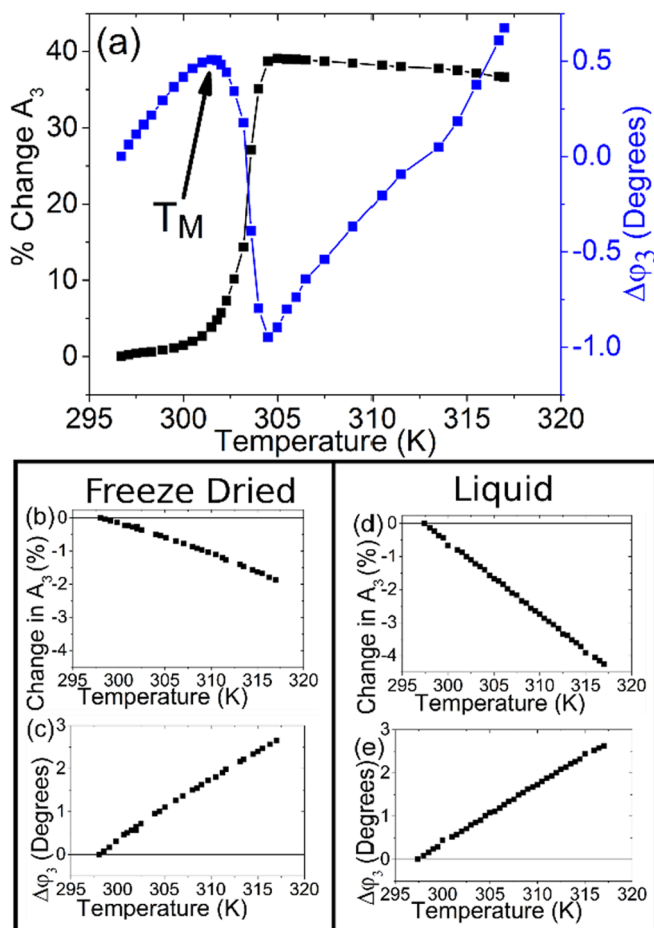 (a)
% Change A3
40
30
20
10
0
TM
0.5
0.0
-0.5
-1.0
Δφ3 (Degrees)
295 300 305 310 315 320
Temperature (K)
Freeze Dried
(b)
Change in A3 (%)
0
-1
-2
-3
-4
295 300 305 310 315 320
Temperature (K)
(c)
Δφ3 (Degrees)
3
2
1
0
295 300 305 310 315 320
Temperature (K)
Liquid
(d)
Change in A3 (%)
0
-1
-2
-3
-4
295 300 305 310 315 320
Temperature (K)
(e)
Δφ3 (Degrees)
3
2
1
0
295 300 305 310 315 320
Temperature (K)